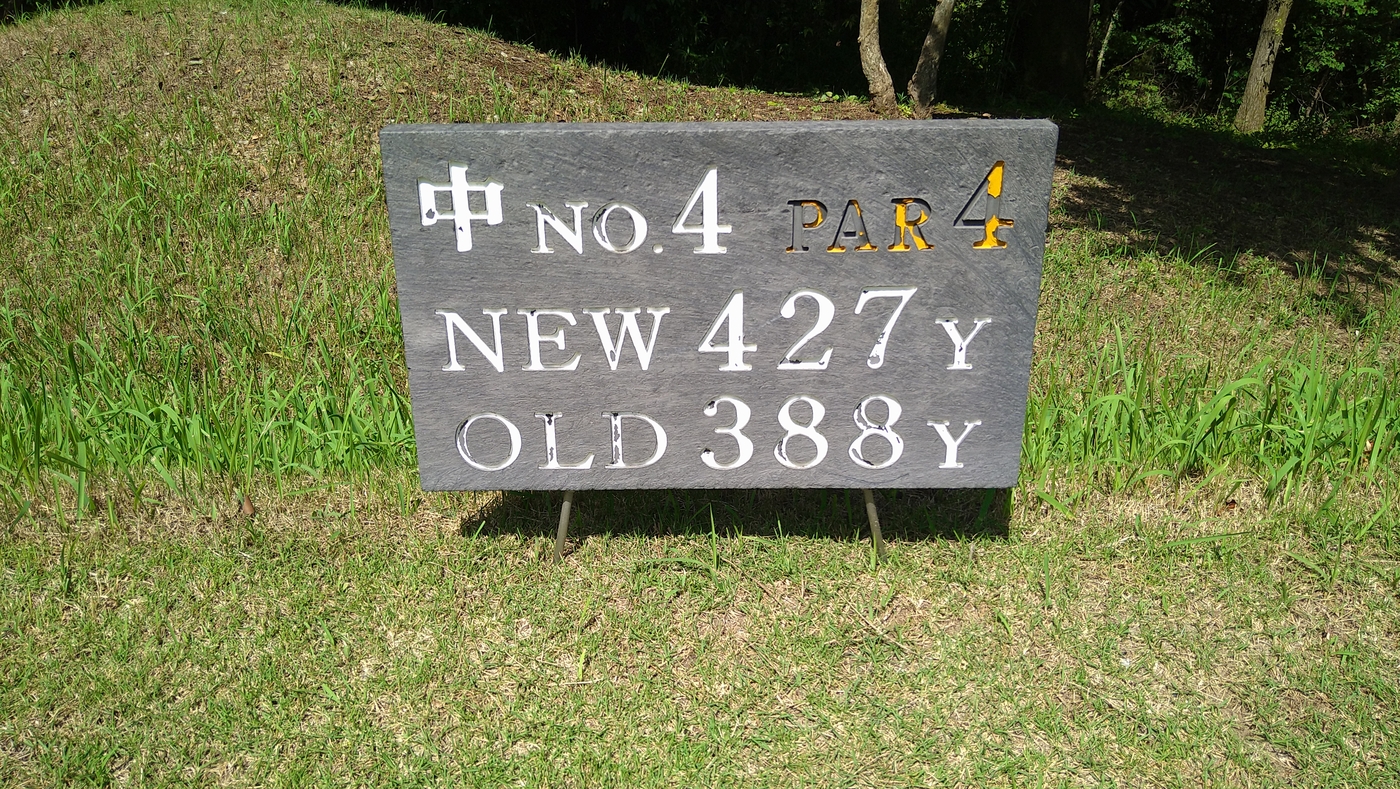 中 NO.4 PAR 4
NEW 427 Y
OLD 388 Y